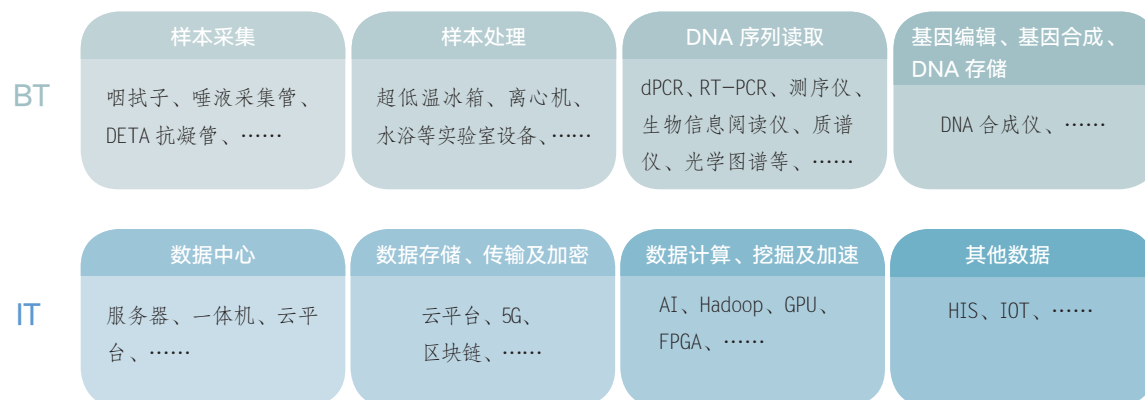 BT
样本采集
咽拭子、唾液采集管、
DETA 抗凝管、……
样本处理
超低温冰箱、离心机、
水浴等实验室设备、……
DNA 序列读取
dPCR、RT-PCR、测序仪、
生物信息阅读仪、质谱
仪、光学图谱等、……
基因编辑、基因合成、
DNA 存储
DNA 合成仪、……
IT
数据中心
服务器、一体机、云平
台、……
数据存储、传输及加密
云平台、5G、
区块链、……
数据计算、挖掘及加速
AI、Hadoop、GPU、
FPGA、……
其他数据
HIS、IOT、……